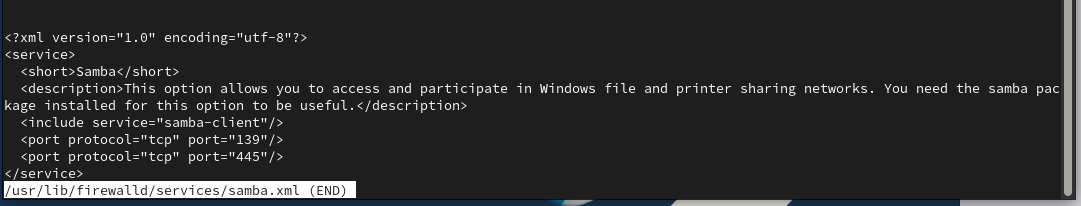 <?xml version="1.0" encoding="utf-8"?>
<service>
  <short>Samba</short>
  <description>This option allows you to access and participate in Windows file and printer sharing networks. You need the samba pac
kage installed for this option to be useful.</description>
  <include service="samba-client"/>
  <port protocol="tcp" port="139"/>
  <port protocol="tcp" port="445"/>
</service>
/usr/lib/firewalld/services/samba.xml (END)